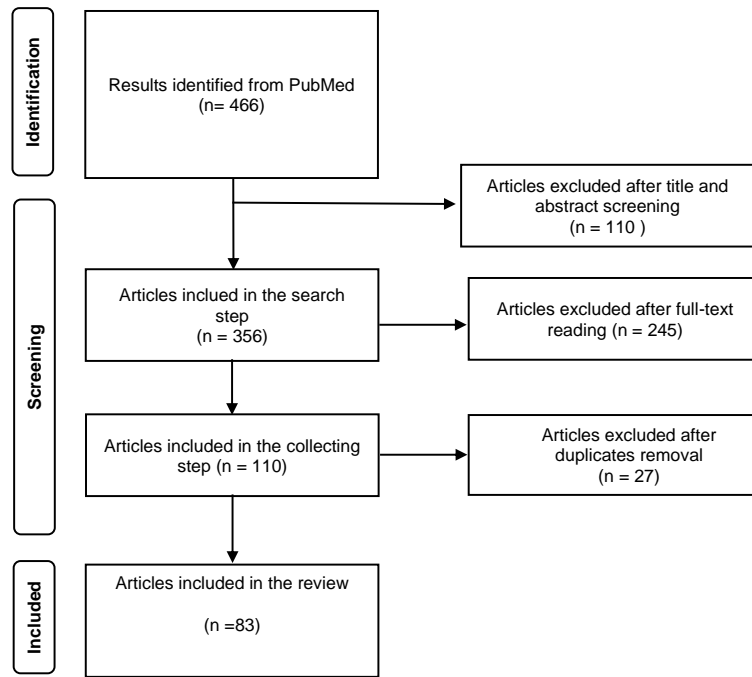 Identification
Results identified from PubMed
(n= 466)
Articles excluded after title and
abstract screening
(n = 110 )
Screening
Articles included in the search
step
(n = 356)
Articles excluded after full-text
reading (n = 245)
Articles included in the collecting
step (n = 110)
Articles excluded after
duplicates removal
(n = 27)
Included
Articles included in the review
(n =83)